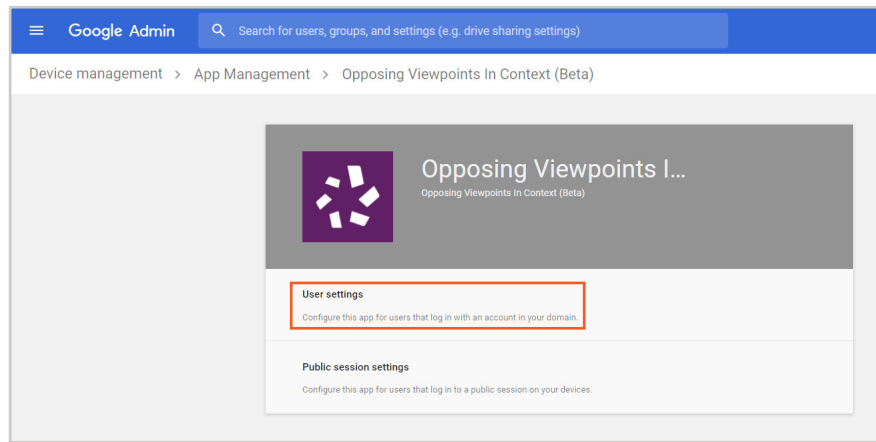 Google Admin
Search for users, groups, and settings (e.g. drive sharing settings)
Device management > App Management > Opposing Viewpoints In Context (Beta)
Opposing Viewpoints I...
Opposing Viewpoints In Context (Beta)
User settings
Configure this app for users that log in with an account in your domain.
Public session settings
Configure this app for users that log in to a public session on your devices.